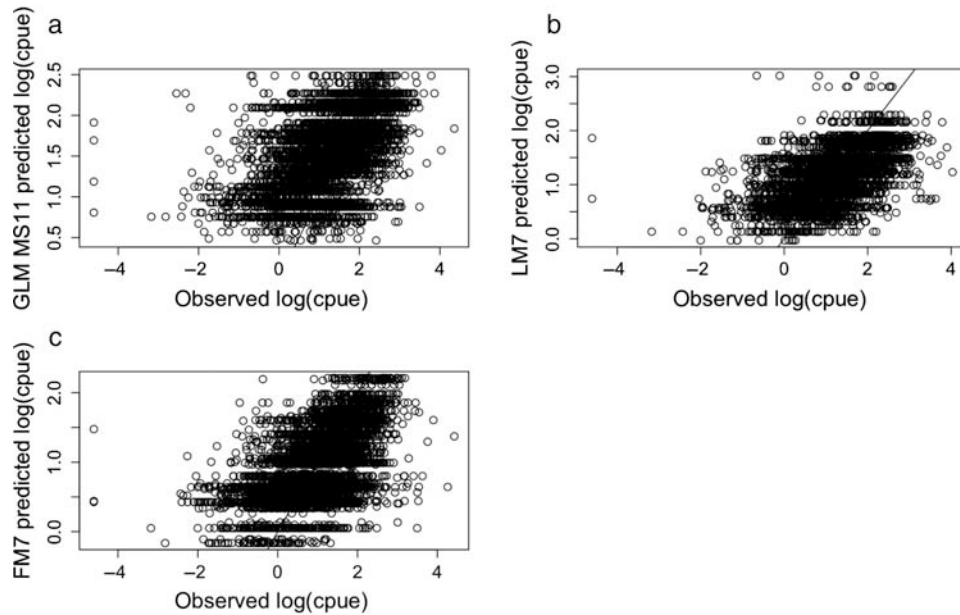 a
GLM MS11 predicted log(cpue)
2.5
2.0
1.5
1.0
0.5
−4 −2 0 2 4
Observed log(cpue)
b
LM7 predicted log(cpue)
3.0
2.0
1.0
0.0
−4 −2 0 2 4
Observed log(cpue)
c
FM7 predicted log(cpue)
2.0
1.0
0.0
−4 −2 0 2 4
Observed log(cpue)